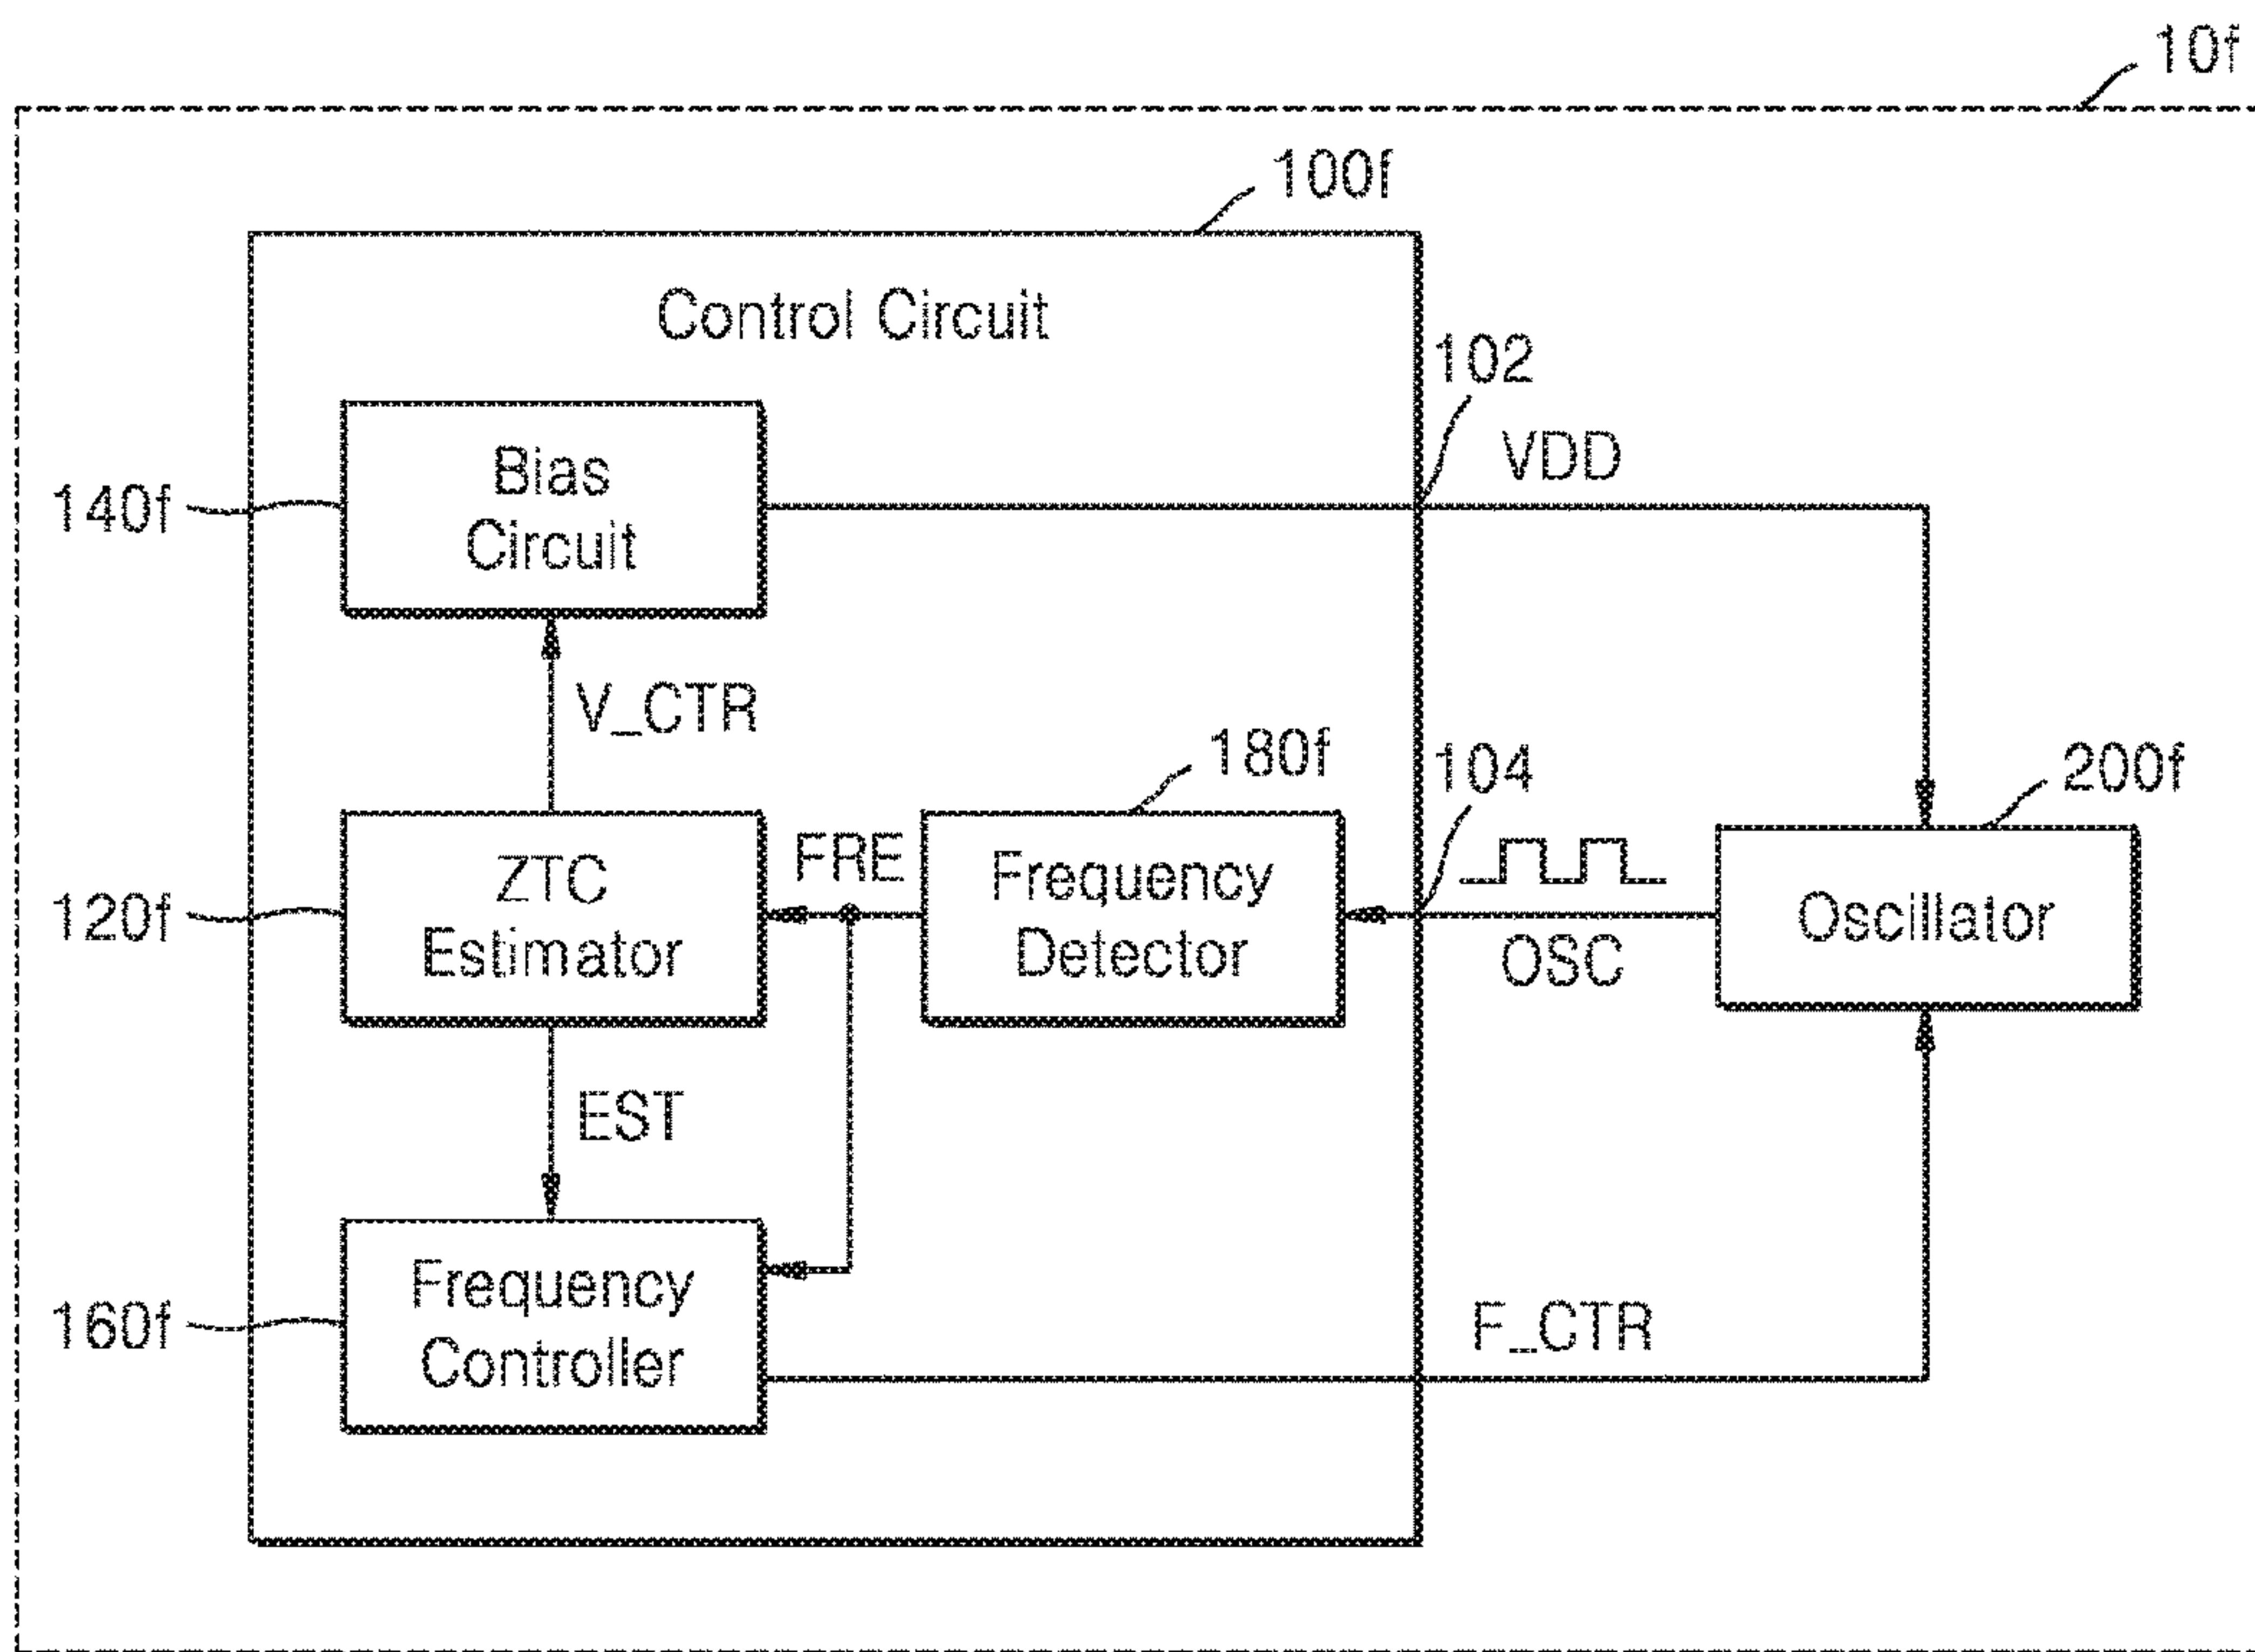 10f
100f
Control Circuit
102
Bias
Circuit
VDD
140f
V_CTR
180f
104
200f
ZTC
Estimator
FRE
Frequency
Detector
OSC
Oscillator
120f
EST
Frequency
Controller
160f
F_CTR